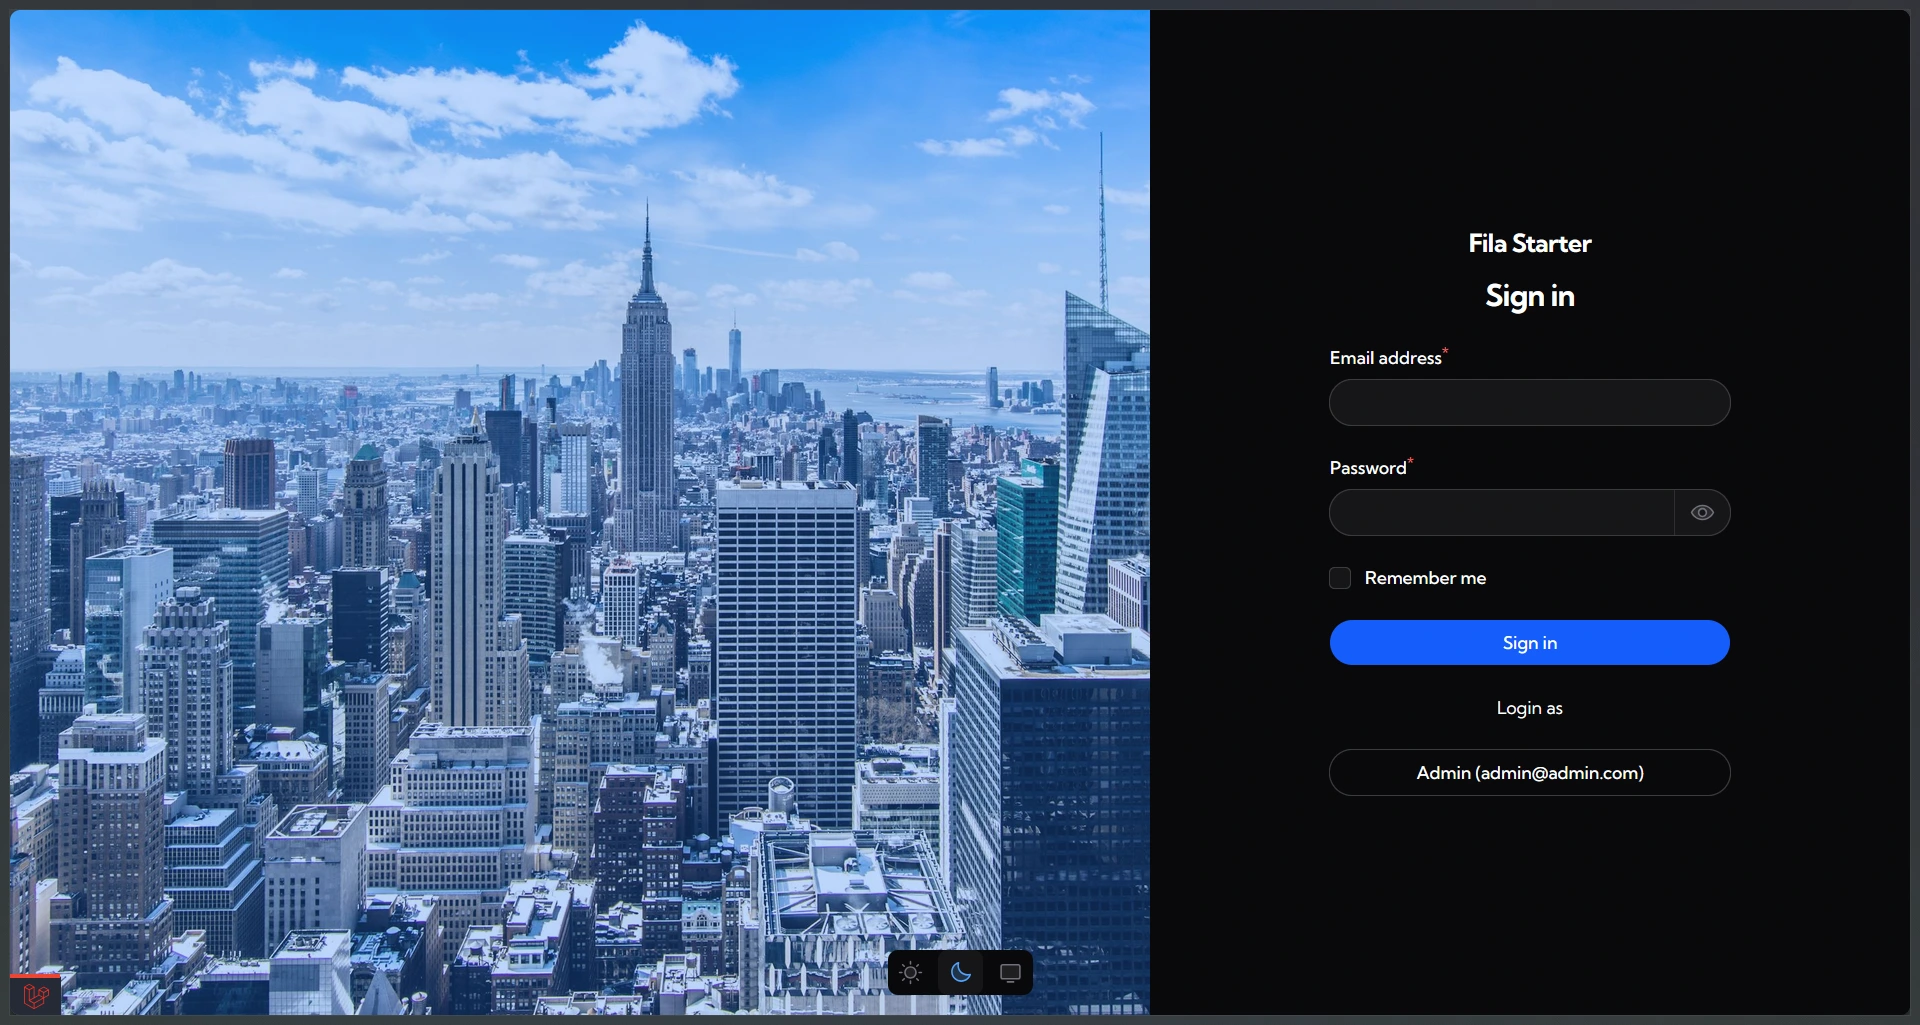 Fila Starter
Sign in
Email address*
Password*
Remember me
Sign in
Login as
Admin (admin@admin.com)